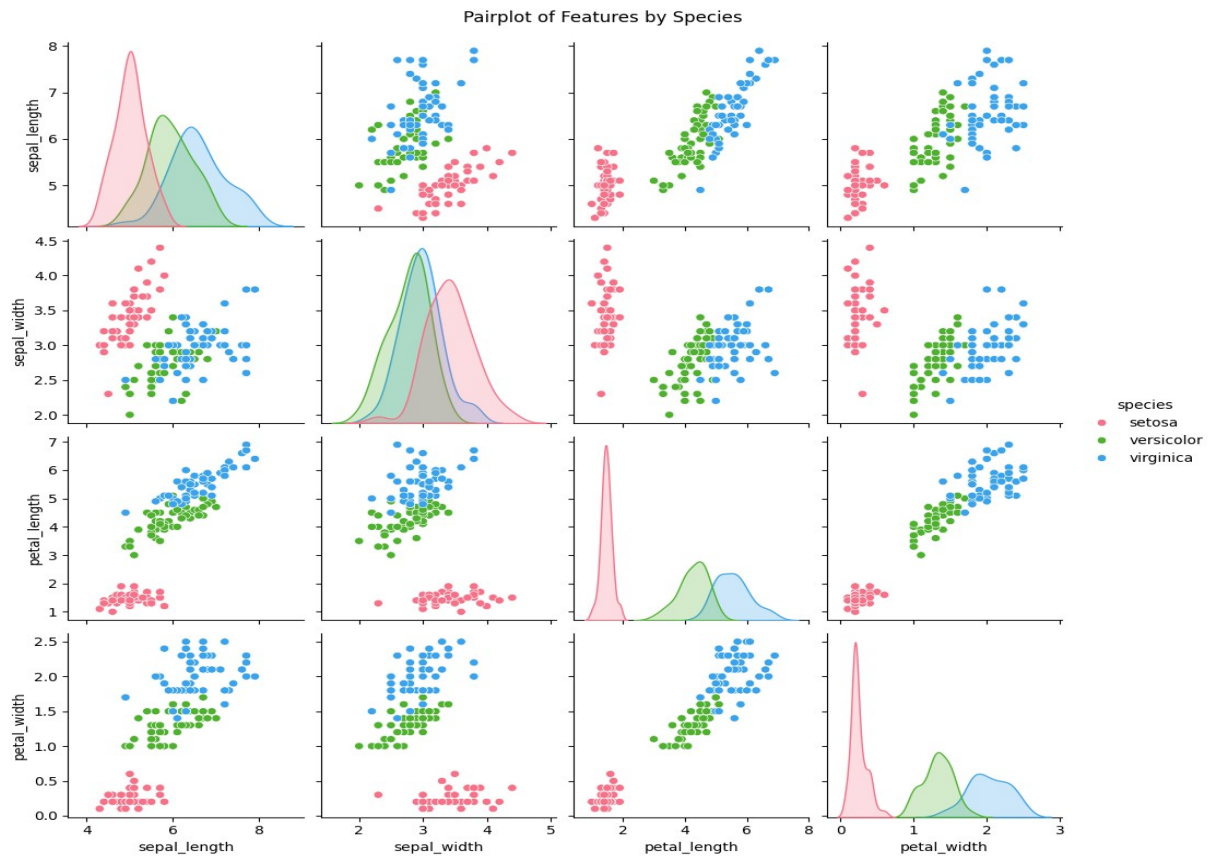 Pairplot of Features by Species
sepal_length
8
7
6
5
sepal_width
4.5
4.0
3.5
3.0
2.5
2.0
petal_length
7
6
5
4
3
2
1
petal_width
2.5
2.0
1.5
1.0
0.5
0.0
4 6 8
sepal_length
2 3 4 5
sepal_width
2 4 6 8
petal_length
0 1 2 3
petal_width
species
setosa
versicolor
virginica